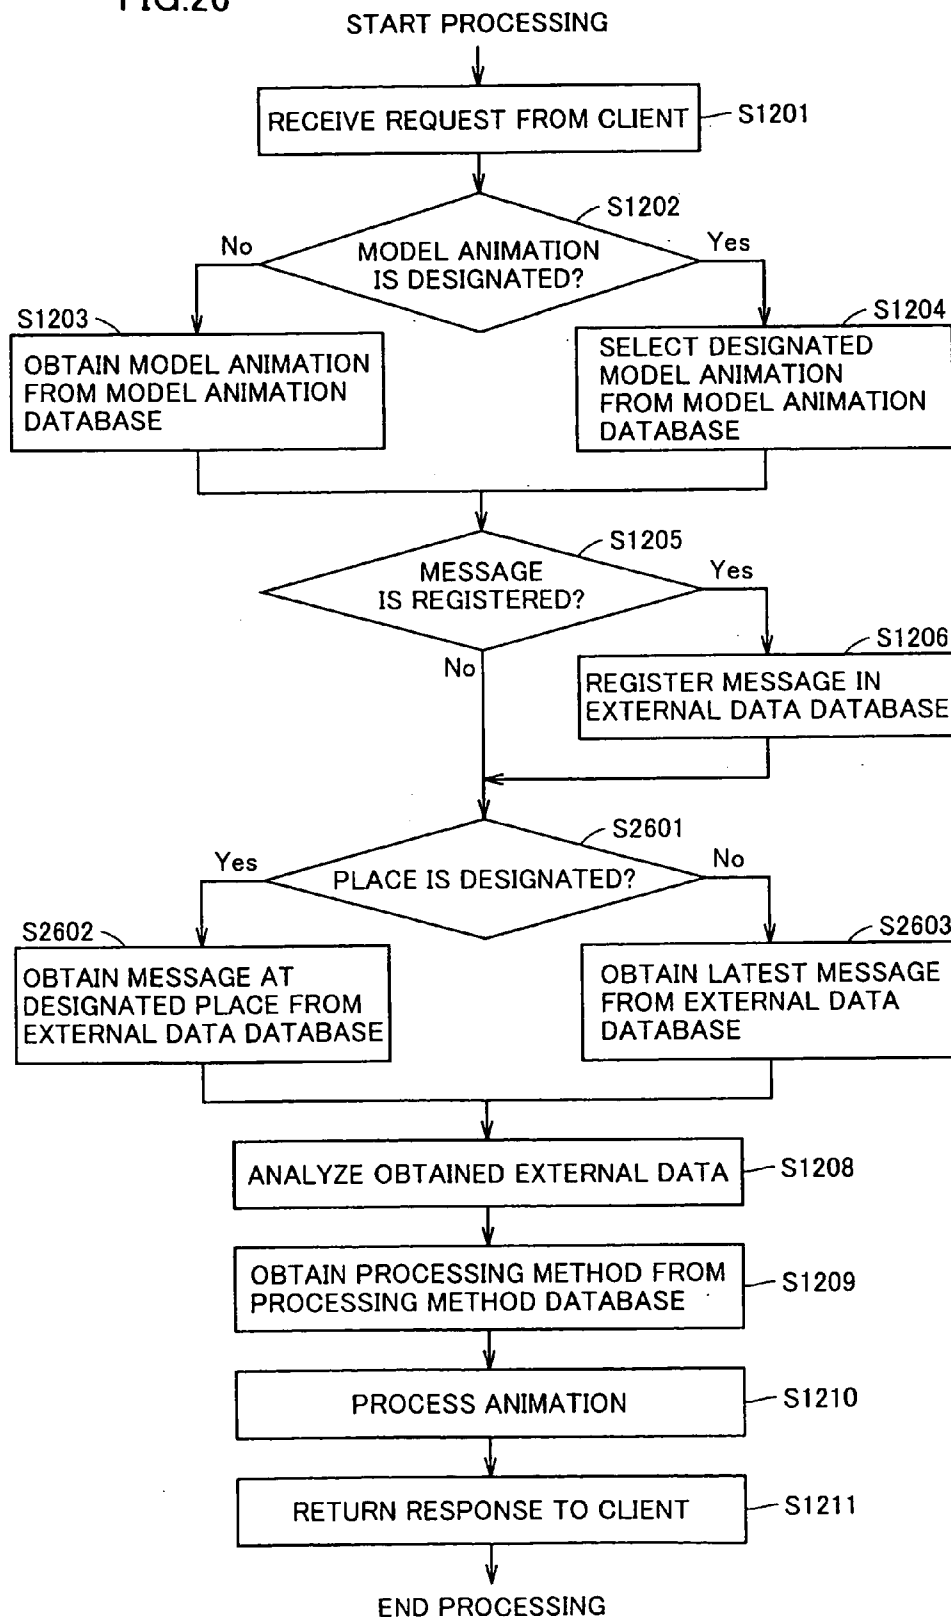 FIG.26
START PROCESSING
RECEIVE REQUEST FROM CLIENT
S1201
S1202
No
MODEL ANIMATION
IS DESIGNATED?
Yes
S1203
OBTAIN MODEL ANIMATION
FROM MODEL ANIMATION
DATABASE
S1204
SELECT DESIGNATED
MODEL ANIMATION
FROM MODEL ANIMATION
DATABASE
S1205
MESSAGE
IS REGISTERED?
Yes
No
S1206
REGISTER MESSAGE IN
EXTERNAL DATA DATABASE
S2601
Yes
PLACE IS DESIGNATED?
No
S2602
OBTAIN MESSAGE AT
DESIGNATED PLACE FROM
EXTERNAL DATA DATABASE
S2603
OBTAIN LATEST MESSAGE
FROM EXTERNAL DATA
DATABASE
ANALYZE OBTAINED EXTERNAL DATA
S1208
OBTAIN PROCESSING METHOD FROM
PROCESSING METHOD DATABASE
S1209
PROCESS ANIMATION
S1210
RETURN RESPONSE TO CLIENT
S1211
END PROCESSING